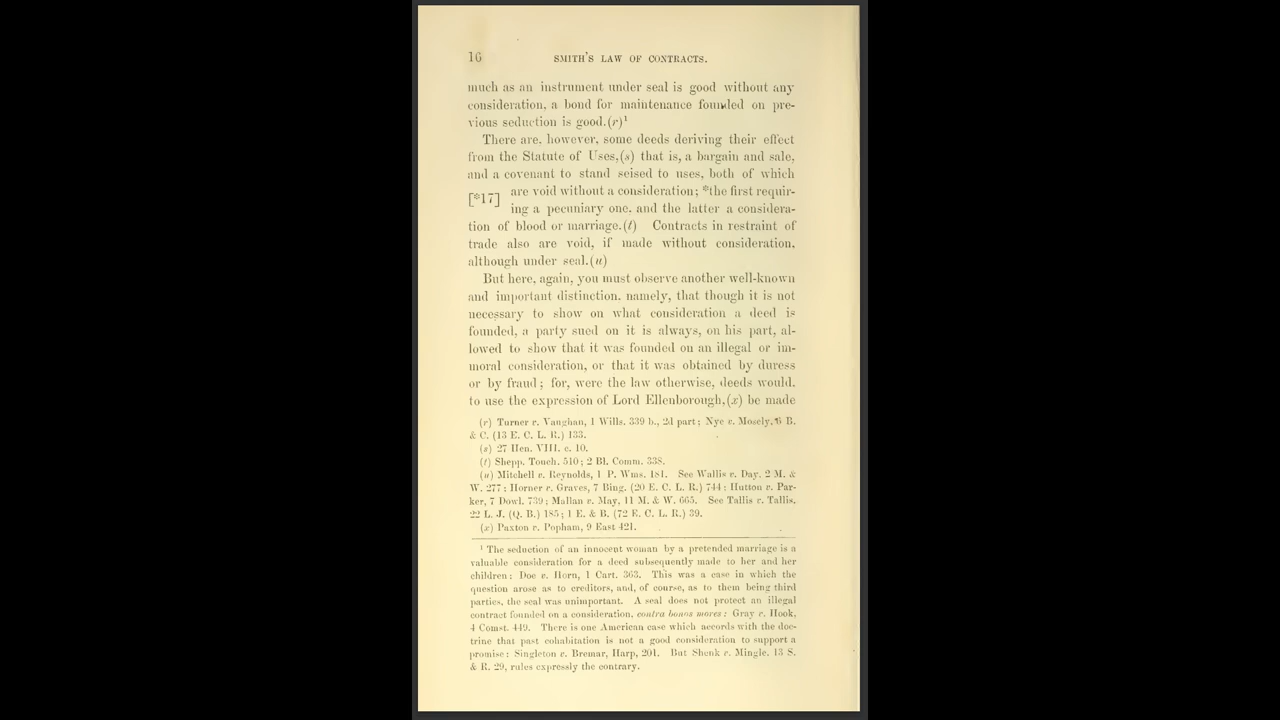 16 SMITH'S LAW OF CONTRACTS.
much as an instrument under seal is good without any
consideration, a bond for maintenance founded on pre-
vious seduction is good.(r)¹
There are, however, some deeds deriving their effect
from the Statute of Uses,(s) that is, a bargain and sale,
and a covenant to stand seised to uses, both of which
[*17] are void without a consideration; *the first requir-
ing a pecuniary one, and the latter a considera-
tion of blood or marriage.(t) Contracts in restraint of
trade also are void, if made without consideration,
although under seal.(u)
But here, again, you must observe another well-known
and important distinction, namely, that though it is not
necessary to show on what consideration a deed is
founded, a party sued on it is always, on his part, al-
lowed to show that it was founded on an illegal or im-
moral consideration, or that it was obtained by duress
or by fraud; for, were the law otherwise, deeds would,
to use the expression of Lord Ellenborough,(x) be made
(r) Turner v. Vaughan, 1 Wills. 339 b., 2d part; Nye v. Mosely, 6 B.
& C. (13 E. C. L. R.) 133.
(s) 27 Hen. VIII. c. 10.
(t) Shepp. Touch. 510; 2 Bl. Comm. 338.
(u) Mitchell v. Reynolds, 1 P. Wms. 181. See Wallis v. Day, 2 M. &
W. 277; Horner v. Graves, 7 Bing. (20 E. C. L. R.) 744; Hutton v. Par-
ker, 7 Dowl. 739; Mallan v. May, 11 M. & W. 665. See Tallis v. Tallis,
22 L. J. (Q. B.) 185; 1 E. & B. (72 E. C. L. R.) 39.
(x) Paxton v. Popham, 9 East 421.
¹ The seduction of an innocent woman by a pretended marriage is a
valuable consideration for a deed subsequently made to her and her
children: Doe v. Horn, 1 Cart. 363. This was a case in which the
question arose as to creditors, and, of course, as to them being third
parties, the seal was unimportant. A seal does not protect an illegal
contract founded on a consideration, contra bonos mores: Gray v. Hook,
4 Comst. 449. There is one American case which accords with the doc-
trine that past cohabitation is not a good consideration to support a
promise: Singleton v. Bremar, Harp, 201. But Shenk v. Mingle, 13 S.
& R. 29, rules expressly the contrary.